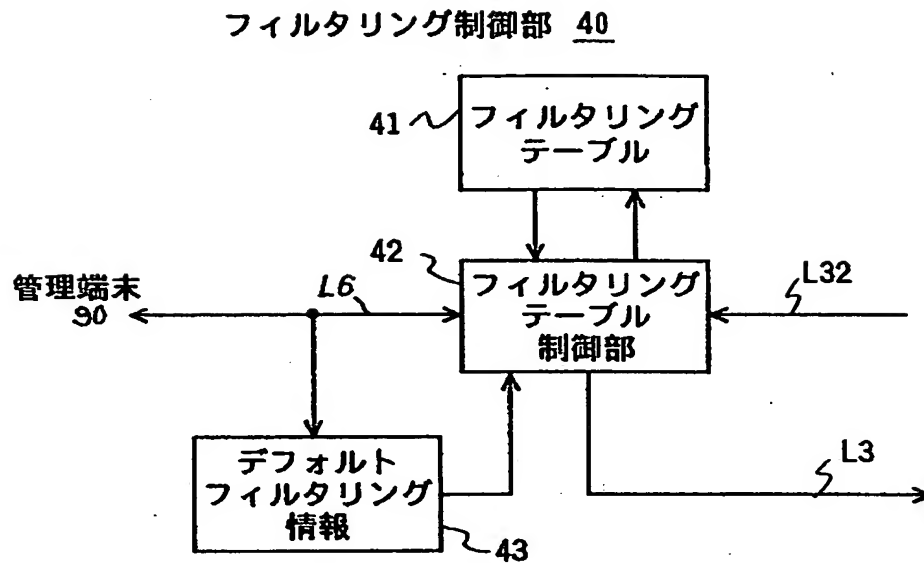 フィルタリング制御部 40
41
フィルタリング
テーブル
42
フィルタリング
テーブル
制御部
管理端末
90
L6
L32
デフォルト
フィルタリング
情報
43
L3